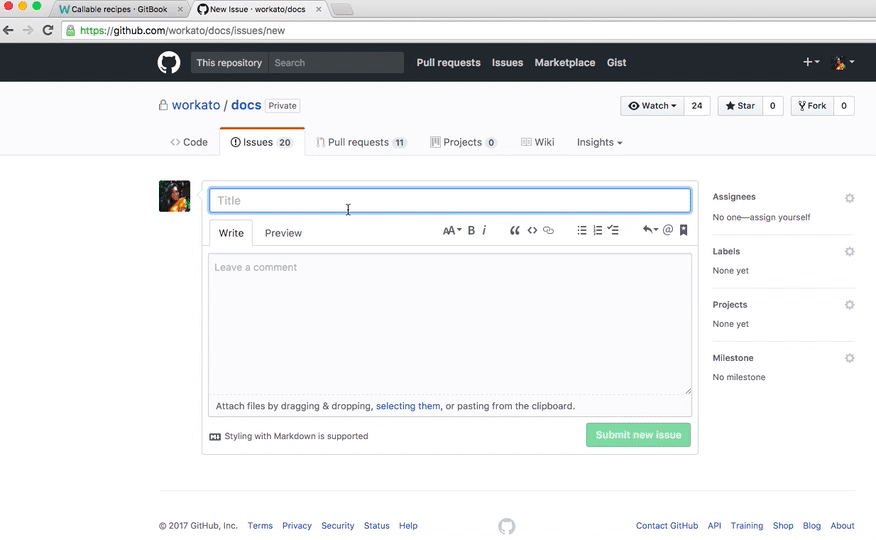 Callable recipes · GitBook
New Issue · workato/docs
https://github.com/workato/docs/issues/new
This repository Search Pull requests Issues Marketplace Gist
workato / docs Private
Watch 24 Star 0 Fork 0
Code Issues 20 Pull requests 11 Projects 0 Wiki Insights
Title
Write Preview
AA B i
Leave a comment
Attach files by dragging & dropping, selecting them, or pasting from the clipboard.
Styling with Markdown is supported
Submit new issue
Assignees
No one—assign yourself
Labels
None yet
Projects
None yet
Milestone
No milestone
© 2017 GitHub, Inc. Terms Privacy Security Status Help
Contact GitHub API Training Shop Blog About